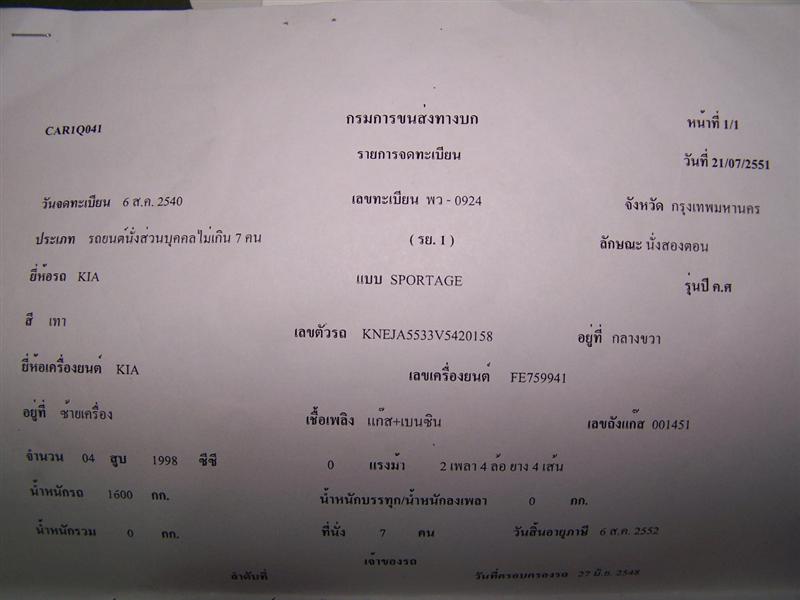 CAR1Q041 กรมการขนส่งทางบก หน้าที่ 1/1
รายการจดทะเบียน วันที่ 21/07/2551
วันจดทะเบียน 6 ส.ค. 2540 เลขทะเบียน พว - 0924 จังหวัด กรุงเทพมหานคร
ประเภท รถยนต์นั่งส่วนบุคคลไม่เกิน 7 คน ( รย. 1 ) ลักษณะ นั่งสองตอน
ยี่ห้อรถ KIA แบบ SPORTAGE รุ่นปี ค.ศ
สี เทา เลขตัวรถ KNEJA5533V5420158 อยู่ที่ กลางขวา
ยี่ห้อเครื่องยนต์ KIA เลขเครื่องยนต์ FE759941
อยู่ที่ ซ้ายเครื่อง เชื้อเพลิง แก๊ส+เบนซิน เลขถังแก๊ส 001451
จำนวน 04 สูบ 1998 ซีซี 0 แรงม้า 2 เพลา 4 ล้อ ยาง 4 เส้น
น้ำหนักรถ 1600 กก. น้ำหนักบรรทุก/น้ำหนักลงเพลา 0 กก.
น้ำหนักรวม 0 กก. ที่นั่ง 7 คน วันสิ้นอายุภาษี 6 ส.ค. 2552
เจ้าของรถ
ลำดับที่ วันที่ครอบครองรถ 27 มิ.ย. 2548